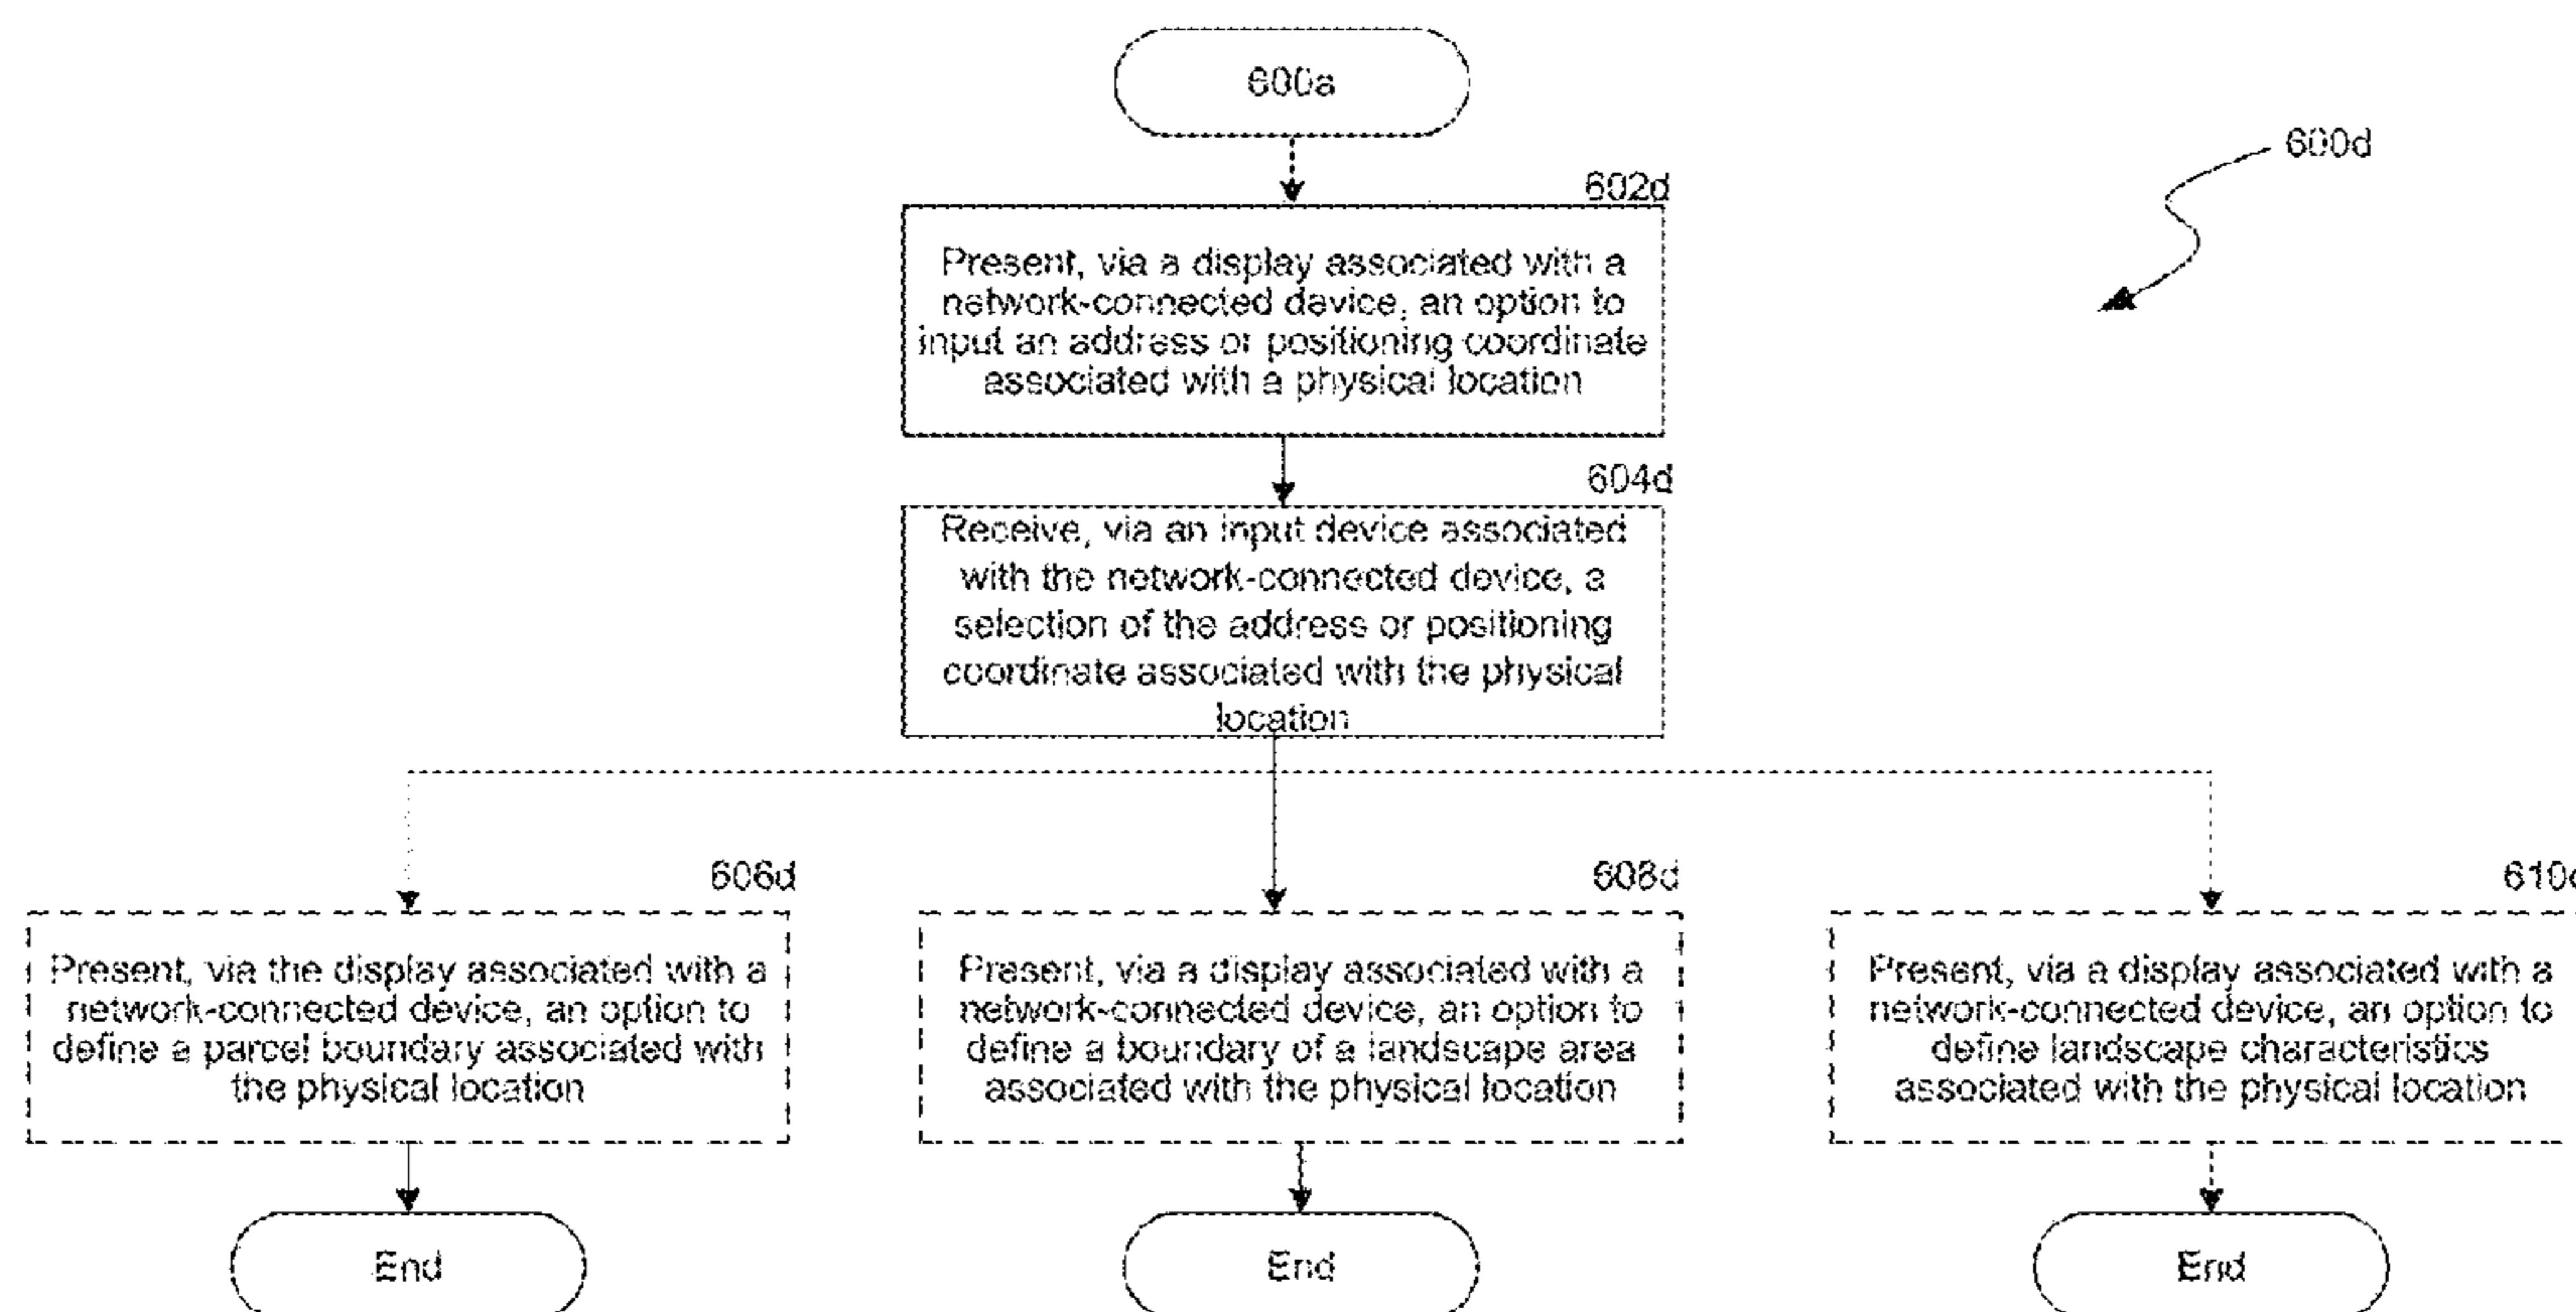 600a
600d
602d
Present, via a display associated with a
network-connected device, an option to
input an address or positioning coordinate
associated with a physical location
604d
Receive, via an input device associated
with the network-connected device, a
selection of the address or positioning
coordinate associated with the physical
location
606d
Present, via the display associated with a
network-connected device, an option to
define a parcel boundary associated with
the physical location
End
608d
Present, via a display associated with a
network-connected device, an option to
define a boundary of a landscape area
associated with the physical location
End
Present, via a display associated with a
network-connected device, an option to
define landscape characteristics
associated with the physical location
End